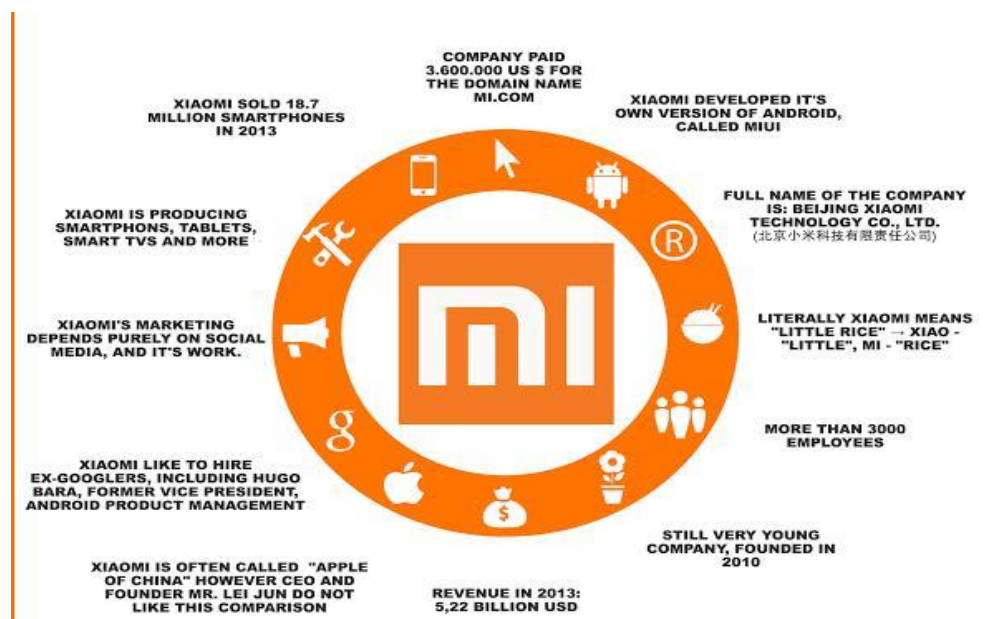 COMPANY PAID
3.600.000 US $ FOR
THE DOMAIN NAME
MI.COM
XIAOMI SOLD 18.7
MILLION SMARTPHONES
IN 2013
XIAOMI DEVELOPED IT'S
OWN VERSION OF ANDROID,
CALLED MIUI
XIAOMI IS PRODUCING
SMARTPHONS, TABLETS,
SMART TVS AND MORE
FULL NAME OF THE COMPANY
IS: BEIJING XIAOMI
TECHNOLOGY CO., LTD.
(北京小米科技有限责任公司)
®
XIAOMI'S MARKETING
DEPENDS PURELY ON SOCIAL
MEDIA, AND IT'S WORK.
mi
LITERALLY XIAOMI MEANS
"LITTLE RICE" → XIAO -
"LITTLE", MI - "RICE"
g
MORE THAN 3000
EMPLOYEES
XIAOMI LIKE TO HIRE
EX-GOOGLERS, INCLUDING HUGO
BARA, FORMER VICE PRESIDENT,
ANDROID PRODUCT MANAGEMENT
$
STILL VERY YOUNG
COMPANY, FOUNDED IN
2010
XIAOMI IS OFTEN CALLED "APPLE
OF CHINA" HOWEVER CEO AND
FOUNDER MR. LEI JUN DO NOT
LIKE THIS COMPARISON
REVENUE IN 2013:
5,22 BILLION USD